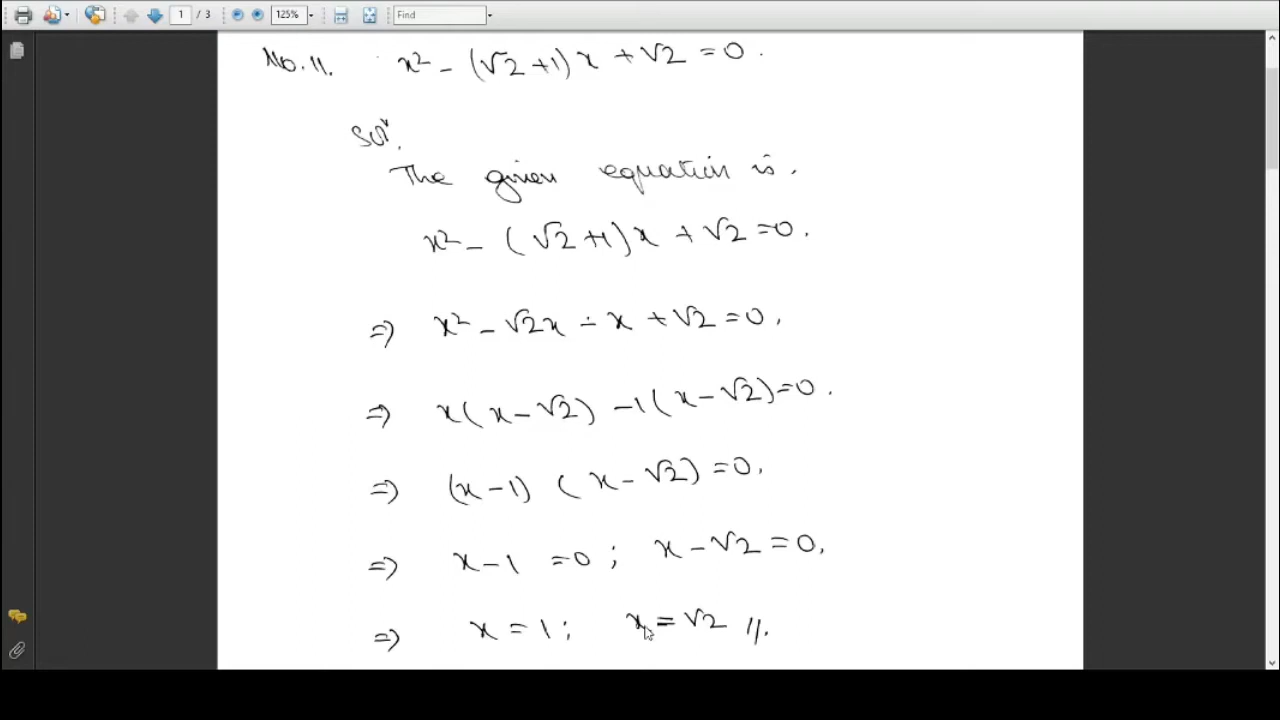 1 / 3 125% Find
No. 11. x² - (√2 + 1) x + √2 = 0.
Solⁿ.
The given equation is.
x² - (√2 + 1) x + √2 = 0.
⇒ x² - √2x - x + √2 = 0.
⇒ x(x - √2) - 1(x - √2) = 0.
⇒ (x - 1) (x - √2) = 0.
⇒ x - 1 = 0 ; x - √2 = 0.
⇒ x = 1 ; x = √2 //.